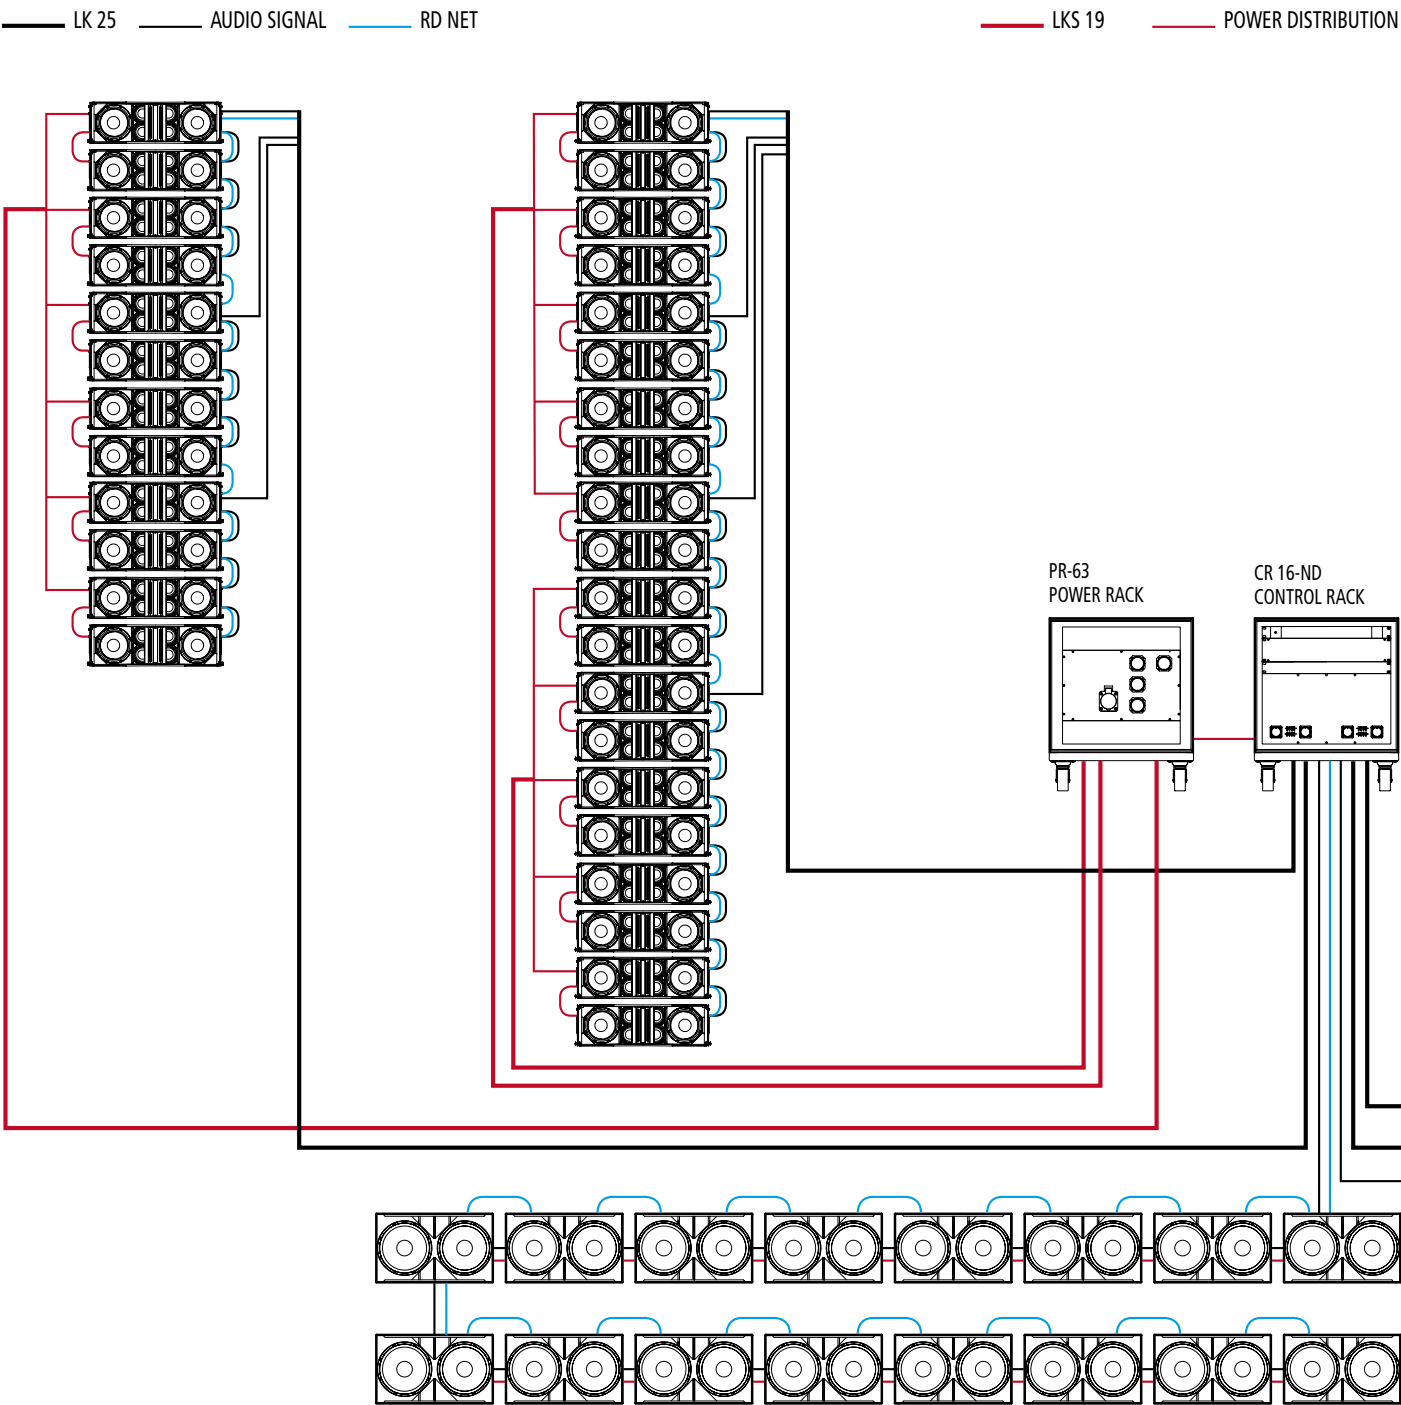 LK 25 AUDIO SIGNAL RD NET LKS 19 POWER DISTRIBUTION
PR-63
POWER RACK
CR 16-ND
CONTROL RACK